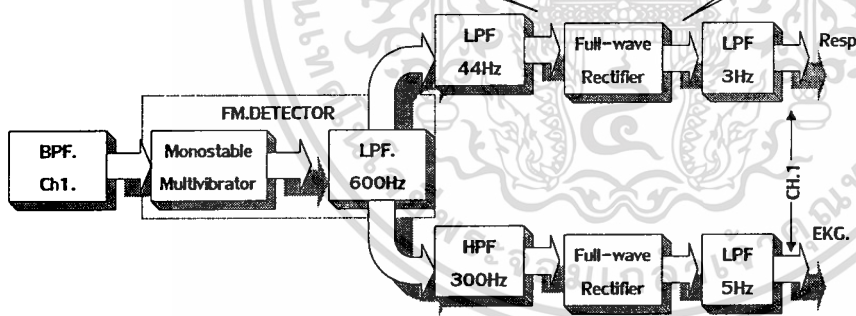 LPF
44Hz
Full-wave
Rectifier
LPF
3Hz
Resp
FM.DETECTOR
BPF.
Ch1.
Monostable
Multivibrator
LPF.
600Hz
CH.1
HPF
300Hz
Full-wave
Rectifier
LPF
5Hz
EKG.